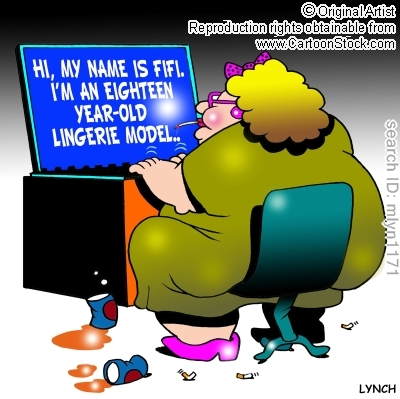 © Original Artist
Reproduction rights obtainable from
www.CartoonStock.com
HI, MY NAME IS FIFI.
I'M AN EIGHTEEN
YEAR-OLD
LINGERIE MODEL..
search ID: mlyn1171
LYNCH